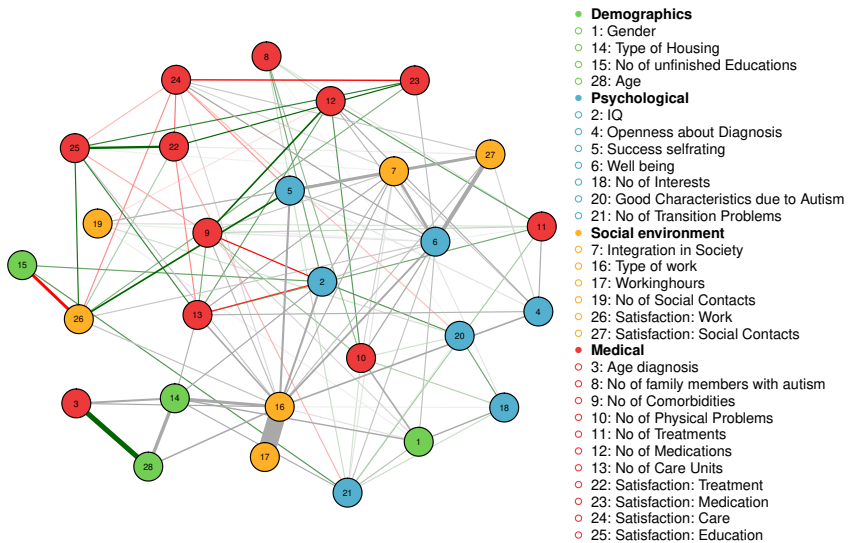 8
24
23
12
25
22
27
7
5
19
9
11
6
15
2
26
13
4
20
10
3
14
16
18
1
17
28
21
Demographics
1: Gender
14: Type of Housing
15: No of unfinished Educations
28: Age
Psychological
2: IQ
4: Openness about Diagnosis
5: Success selfrating
6: Well being
18: No of Interests
20: Good Characteristics due to Autism
21: No of Transition Problems
Social environment
7: Integration in Society
16: Type of work
17: Workinghours
19: No of Social Contacts
26: Satisfaction: Work
27: Satisfaction: Social Contacts
Medical
3: Age diagnosis
8: No of family members with autism
9: No of Comorbidities
10: No of Physical Problems
11: No of Treatments
12: No of Medications
13: No of Care Units
22: Satisfaction: Treatment
23: Satisfaction: Medication
24: Satisfaction: Care
25: Satisfaction: Education